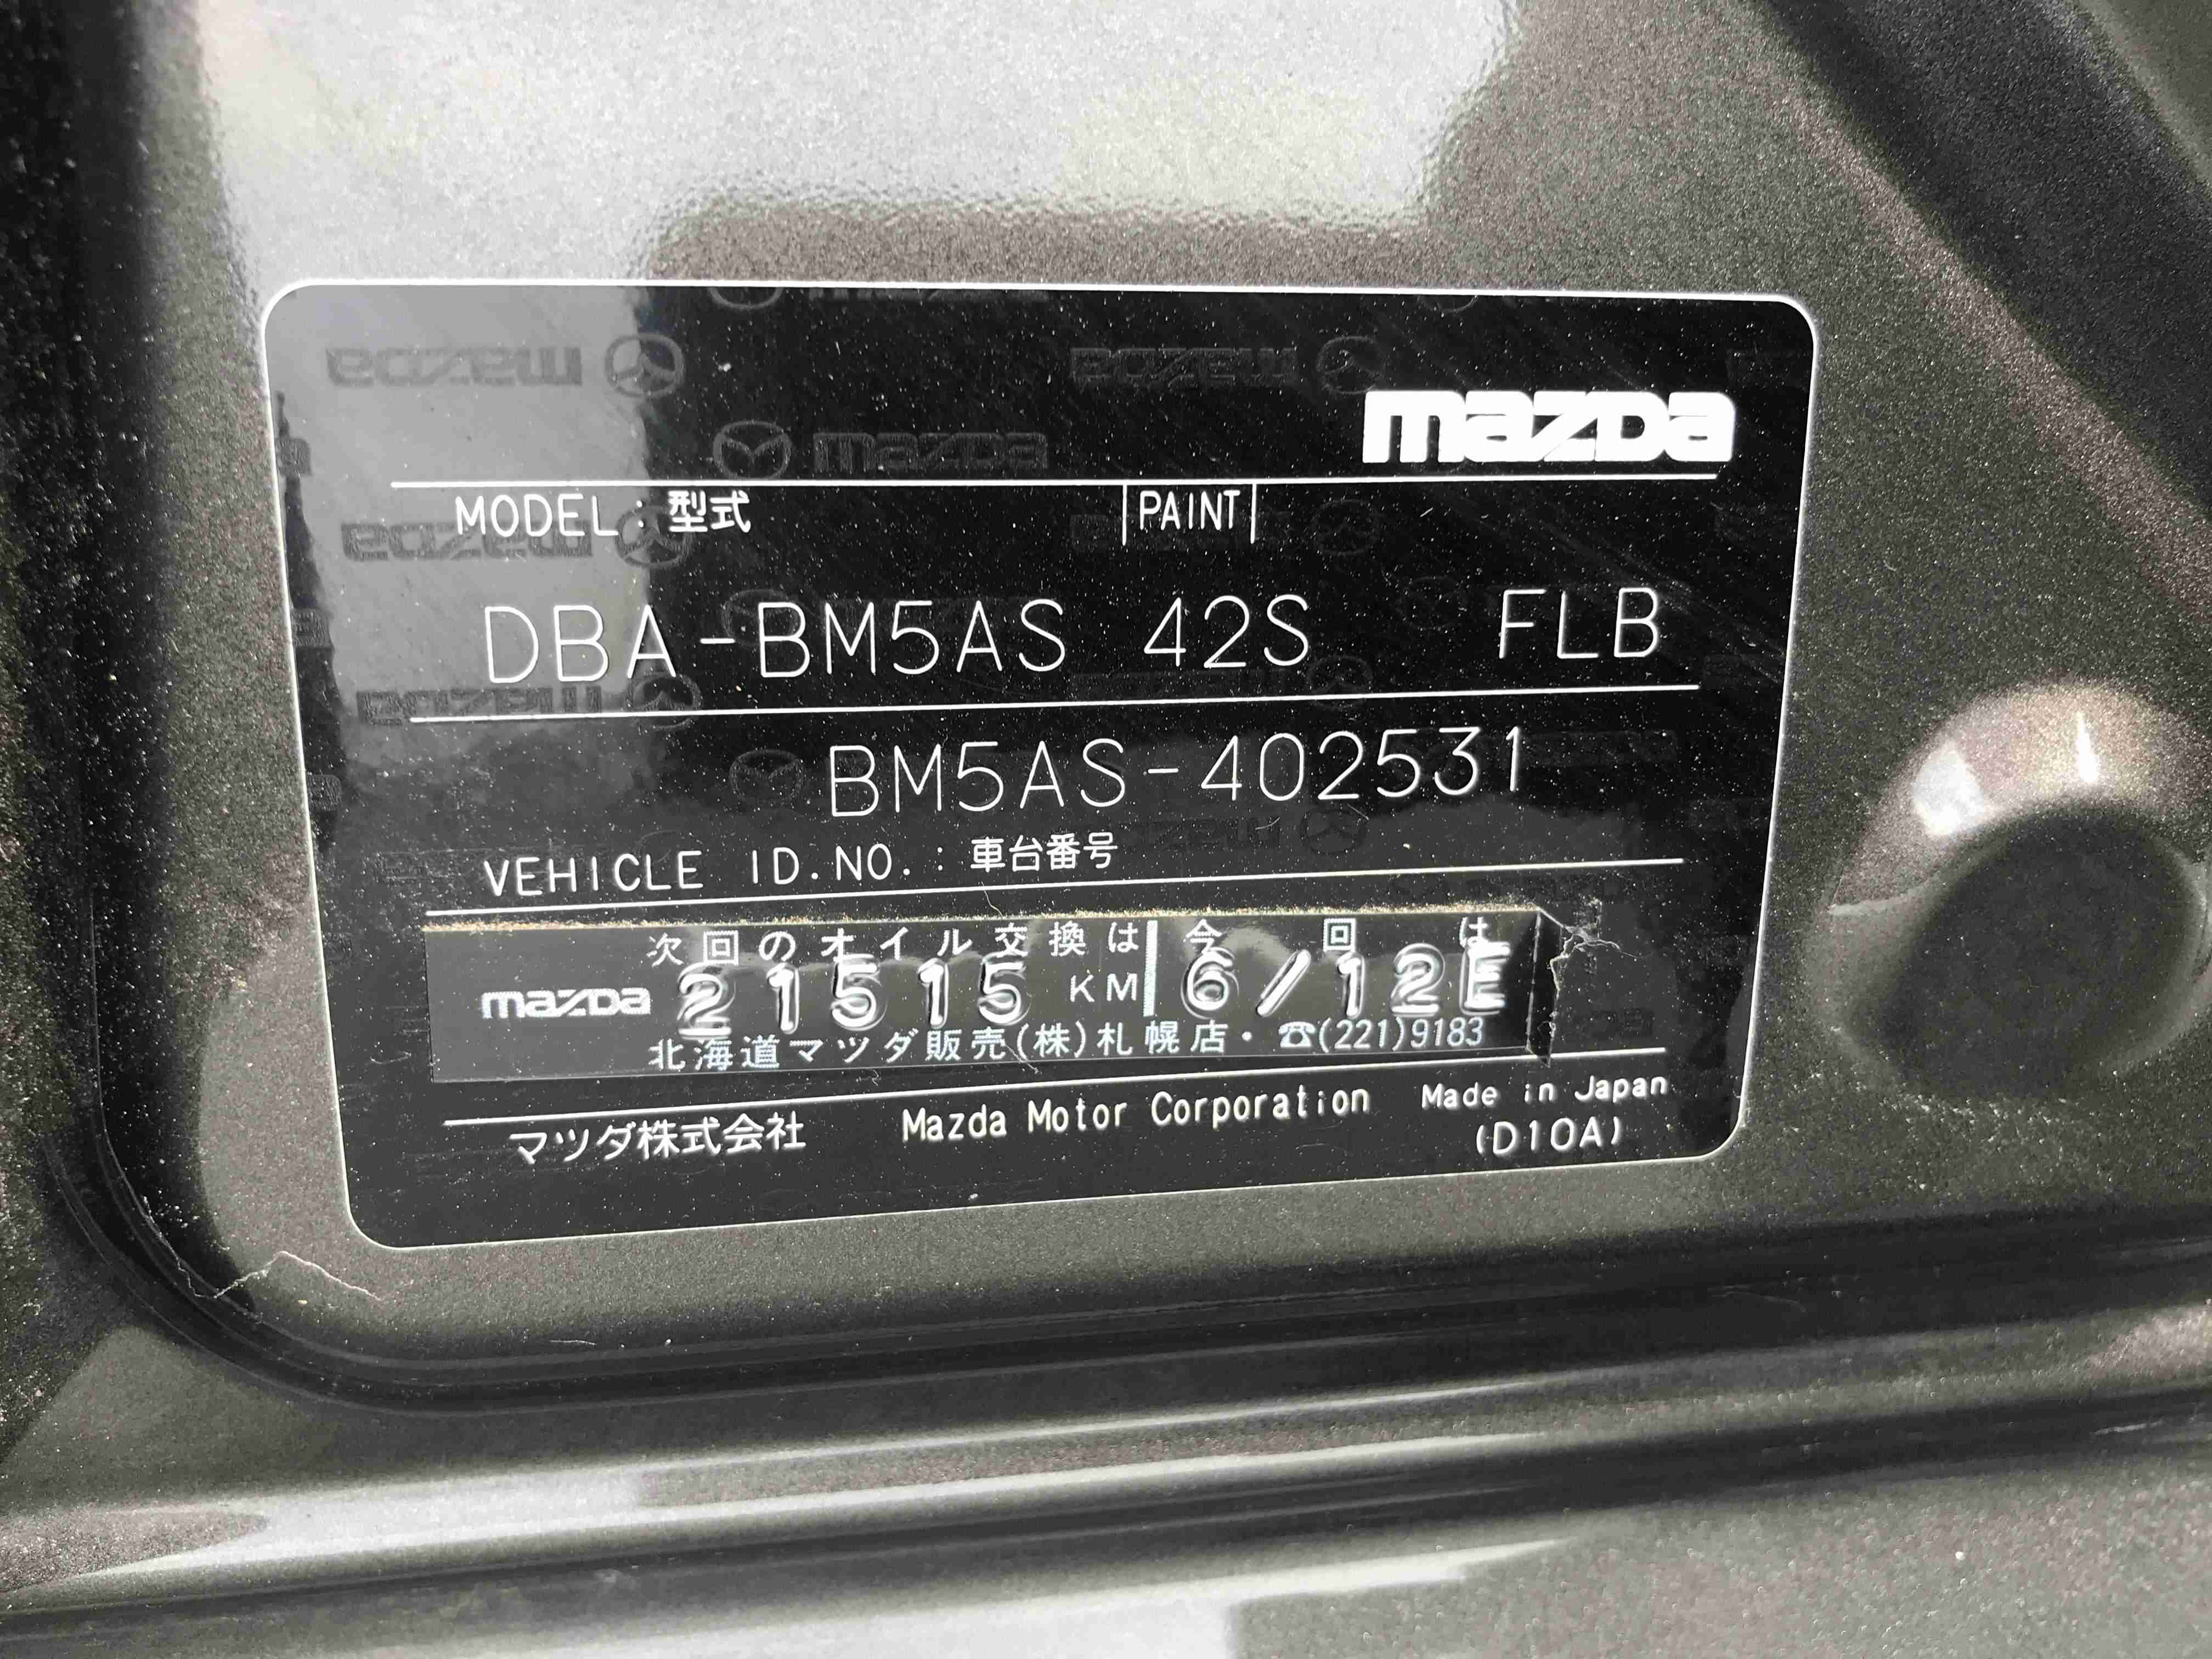 mazda
MODEL : 型式 PAINT
DBA-BM5AS 42S FLB
BM5AS-402531
VEHICLE ID.NO. : 車台番号
次回のオイル交換は 今回は
mazda 21515 KM 6/12E
北海道マツダ販売(株)札幌店・☎(221)9183
マツダ株式会社 Mazda Motor Corporation Made in Japan
(D10A)